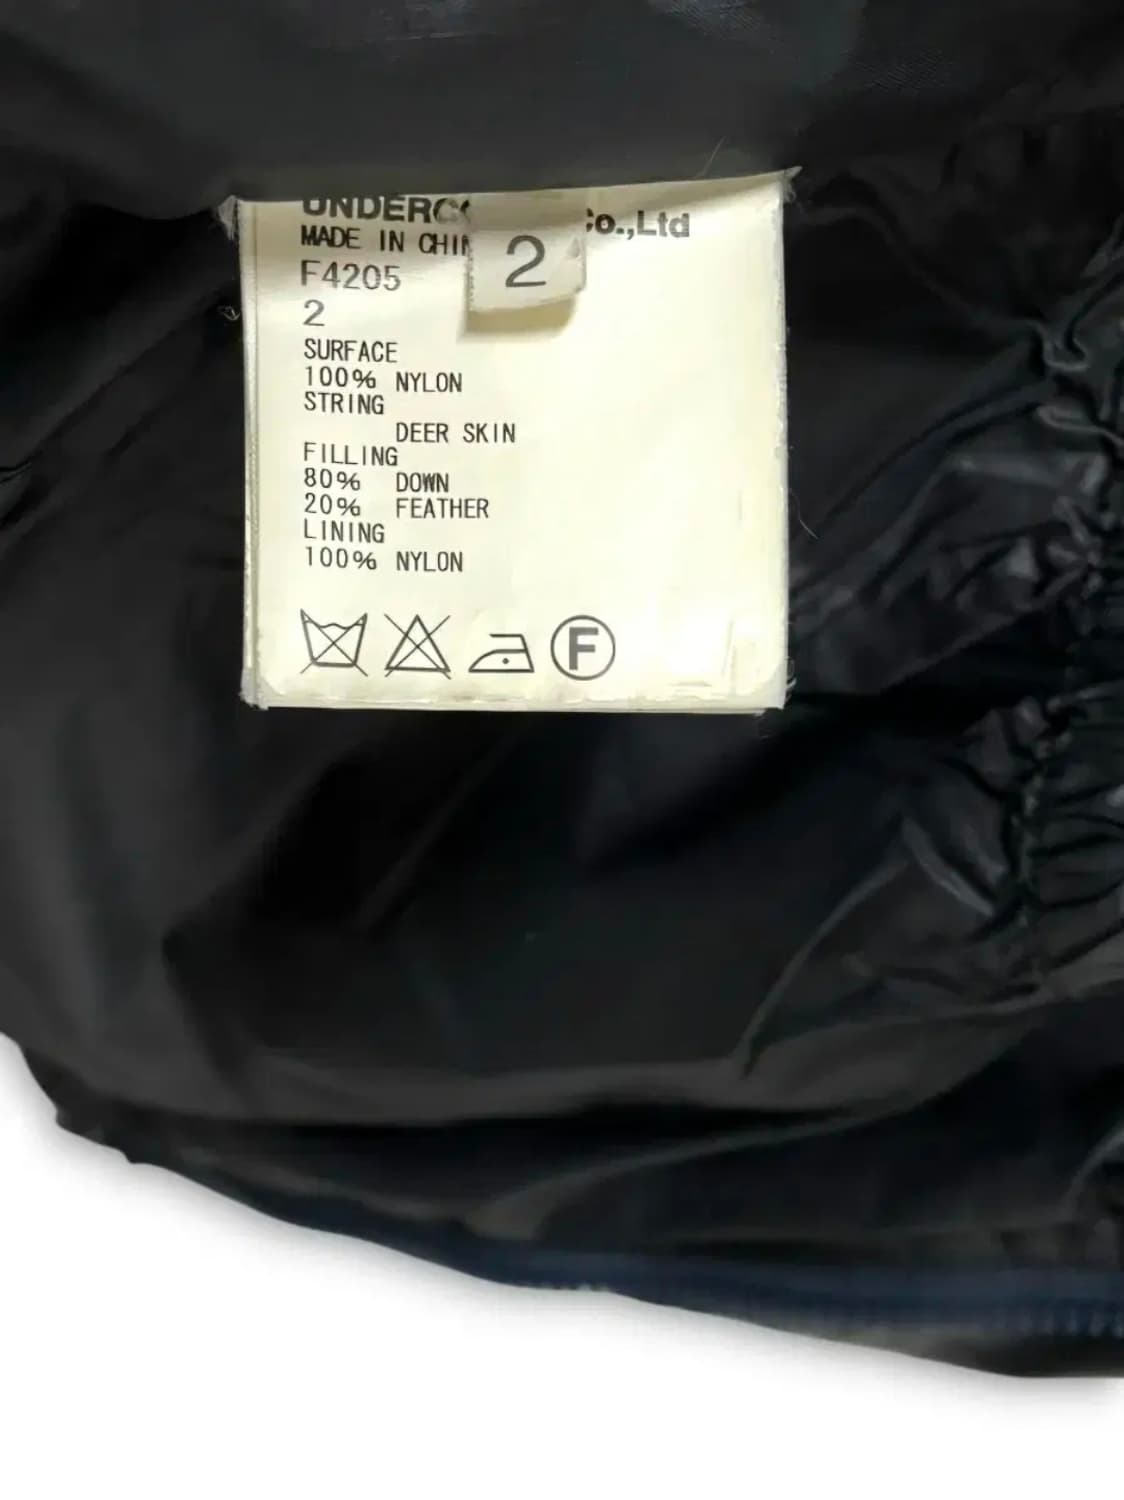 UNDERC Co.,Ltd
MADE IN CHIN
F4205
2
2
SURFACE
100% NYLON
STRING
DEER SKIN
FILLING
80% DOWN
20% FEATHER
LINING
100% NYLON
F